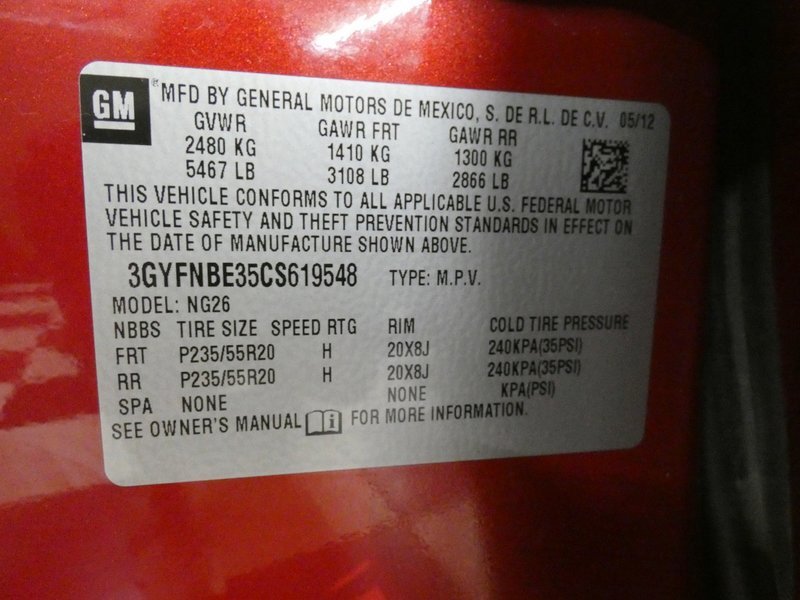 GM ® MFD BY GENERAL MOTORS DE MEXICO, S. DE R.L. DE C.V. 05/12
GVWR GAWR FRT GAWR RR
2480 KG 1410 KG 1300 KG
5467 LB 3108 LB 2866 LB
THIS VEHICLE CONFORMS TO ALL APPLICABLE U.S. FEDERAL MOTOR
VEHICLE SAFETY AND THEFT PREVENTION STANDARDS IN EFFECT ON
THE DATE OF MANUFACTURE SHOWN ABOVE.
3GYFNBE35CS619548 TYPE: M.P.V.
MODEL: NG26
NBBS TIRE SIZE SPEED RTG RIM COLD TIRE PRESSURE
FRT P235/55R20 H 20X8J 240KPA(35PSI)
RR P235/55R20 H 20X8J 240KPA(35PSI)
SPA NONE NONE KPA(PSI)
SEE OWNER'S MANUAL i FOR MORE INFORMATION.